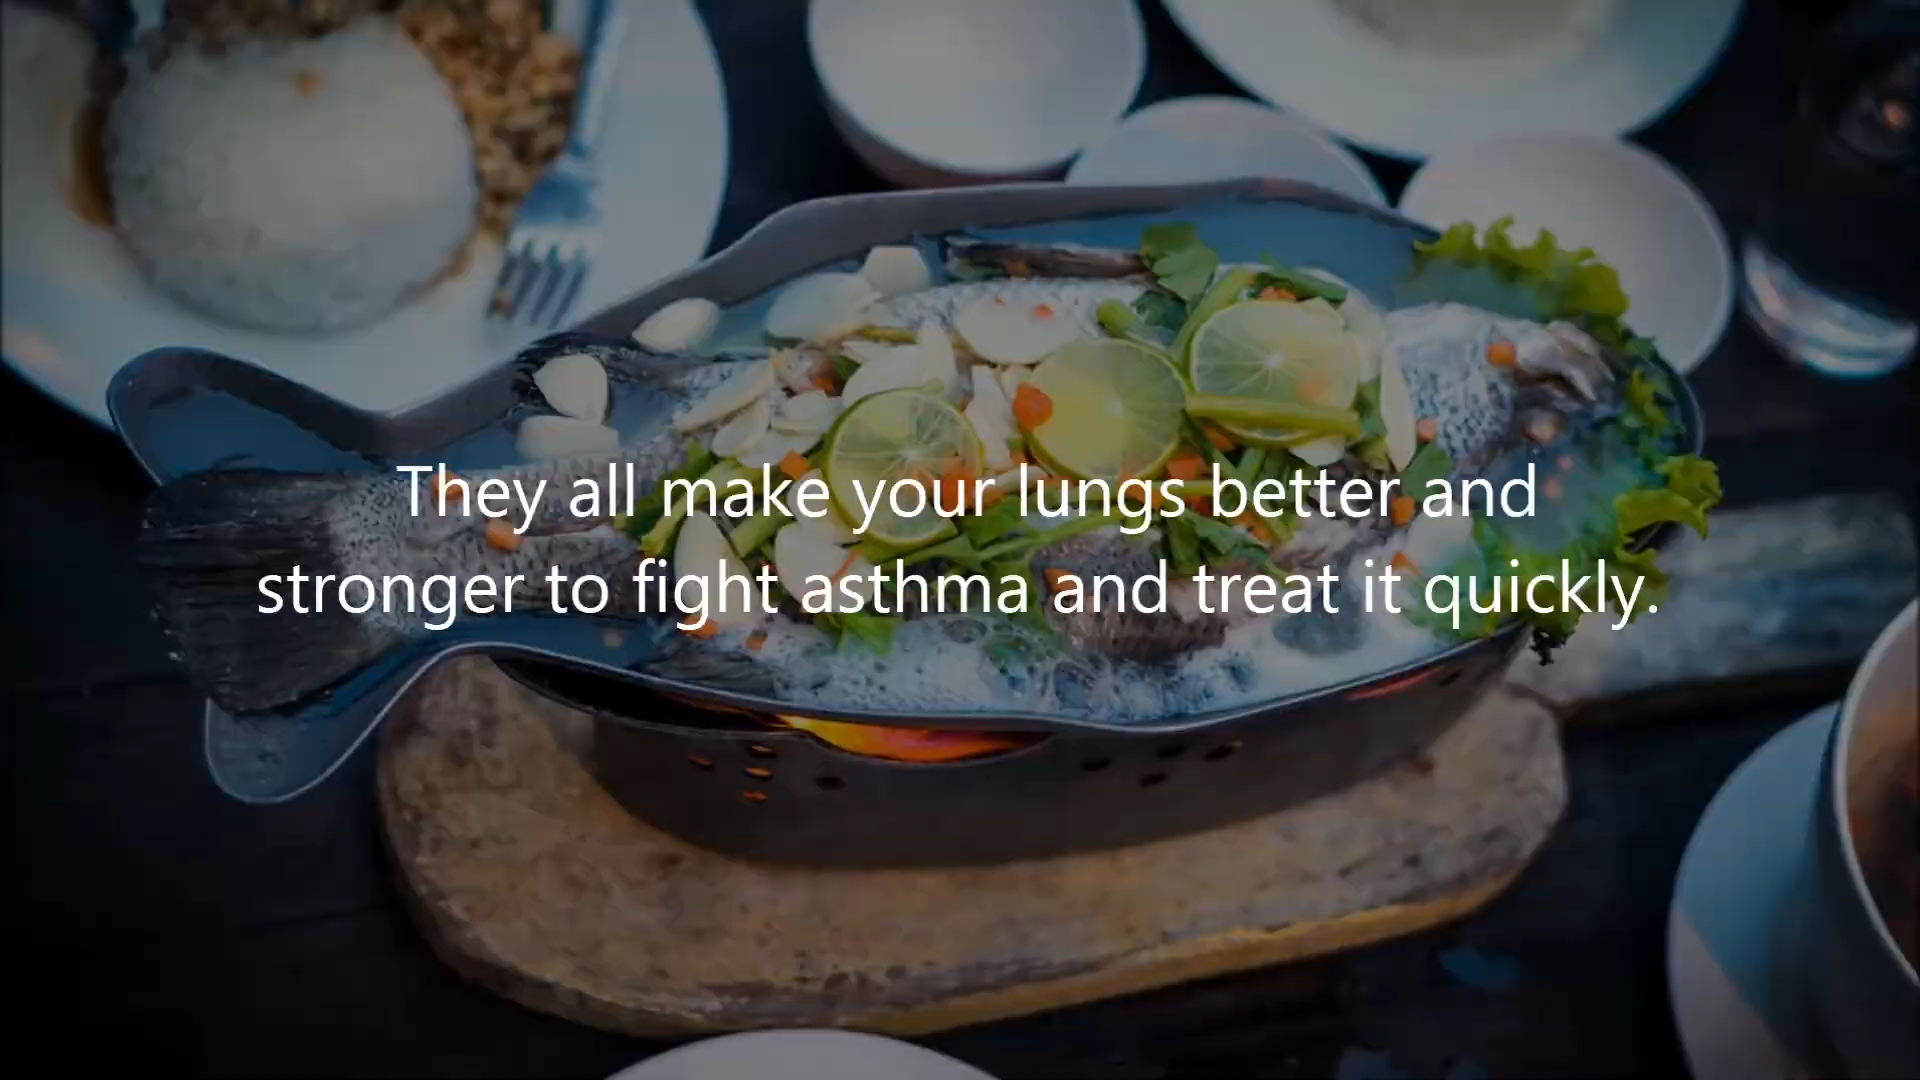 They all make your lungs better and
stronger to fight asthma and treat it quickly.